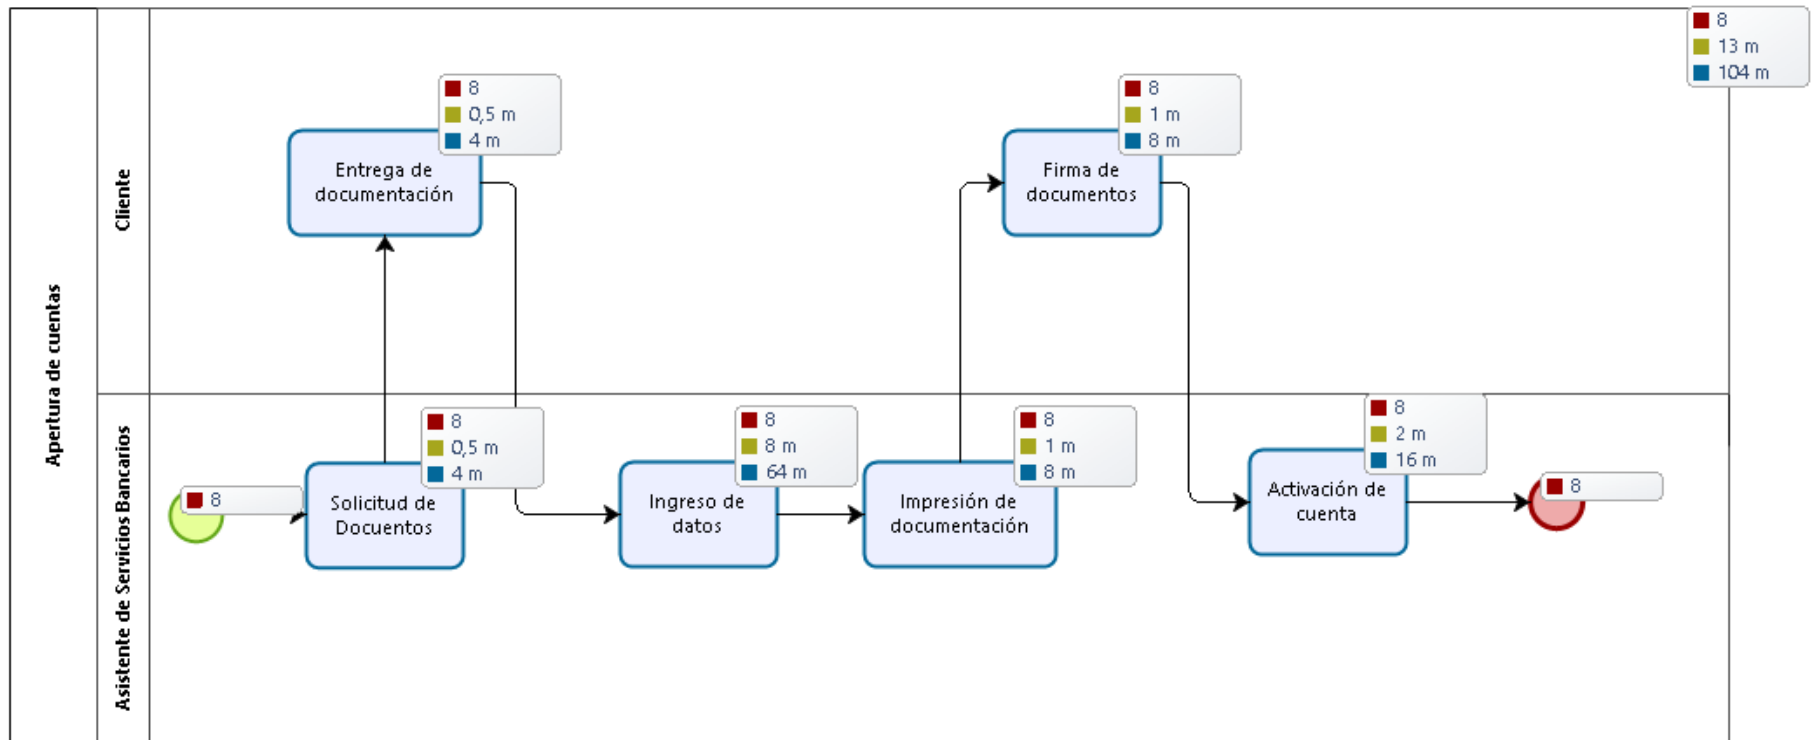 8
13 m
104 m
Apertura de cuentas
Cliente
Entrega de
documentación
8
0,5 m
4 m
Firma de
documentos
8
1 m
8 m
Asistente de Servicios Bancarios
8
Solicitud de
Docuentos
8
0,5 m
4 m
Ingreso de
datos
8
8 m
64 m
Impresión de
documentación
8
1 m
8 m
Activación de
cuenta
8
2 m
16 m
8